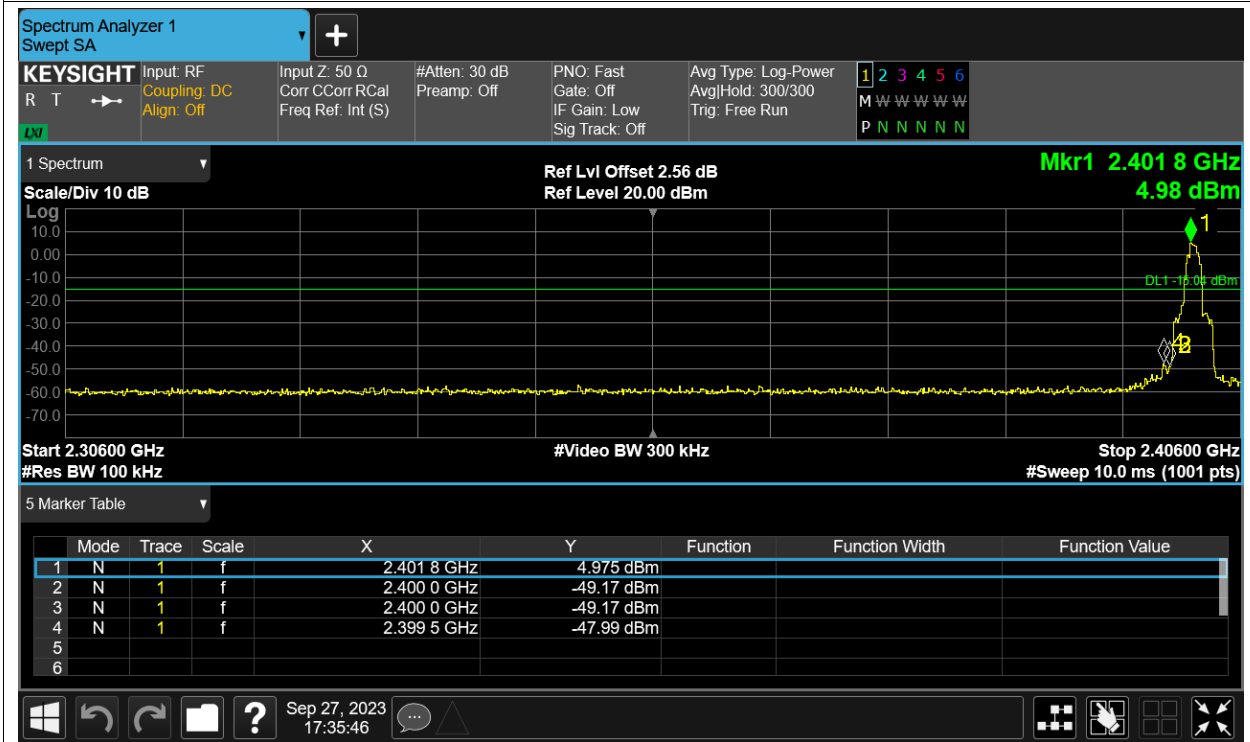 Spectrum Analyzer 1
Swept SA
KEYSIGHT Input: RF Input Z: 50 Ω #Atten: 30 dB PNO: Fast Avg Type: Log-Power 1 2 3 4 5 6
R T Coupling: DC Corr CCorr RCal Preamp: Off Gate: Off Avg|Hold: 300/300 M W W W W W
Align: Off Freq Ref: Int (S) IF Gain: Low Trig: Free Run
LXI Sig Track: Off P N N N N N
1 Spectrum Ref Lvl Offset 2.56 dB Mkr1 2.401 8 GHz
Scale/Div 10 dB Ref Level 20.00 dBm 4.98 dBm
Log
1
10.0
0.00
-10.0
DL1 -15.04 dBm
-20.0
-30.0
-40.0
-50.0
-60.0
-70.0
Start 2.30600 GHz #Video BW 300 kHz Stop 2.40600 GHz
#Res BW 100 kHz #Sweep 10.0 ms (1001 pts)
5 Marker Table
Mode Trace Scale X Y Function Function Width Function Value
1 N 1 f 2.401 8 GHz 4.975 dBm
2 N 1 f 2.400 0 GHz -49.17 dBm
3 N 1 f 2.400 0 GHz -49.17 dBm
4 N 1 f 2.399 5 GHz -47.99 dBm
5
6
? Sep 27, 2023
17:35:46